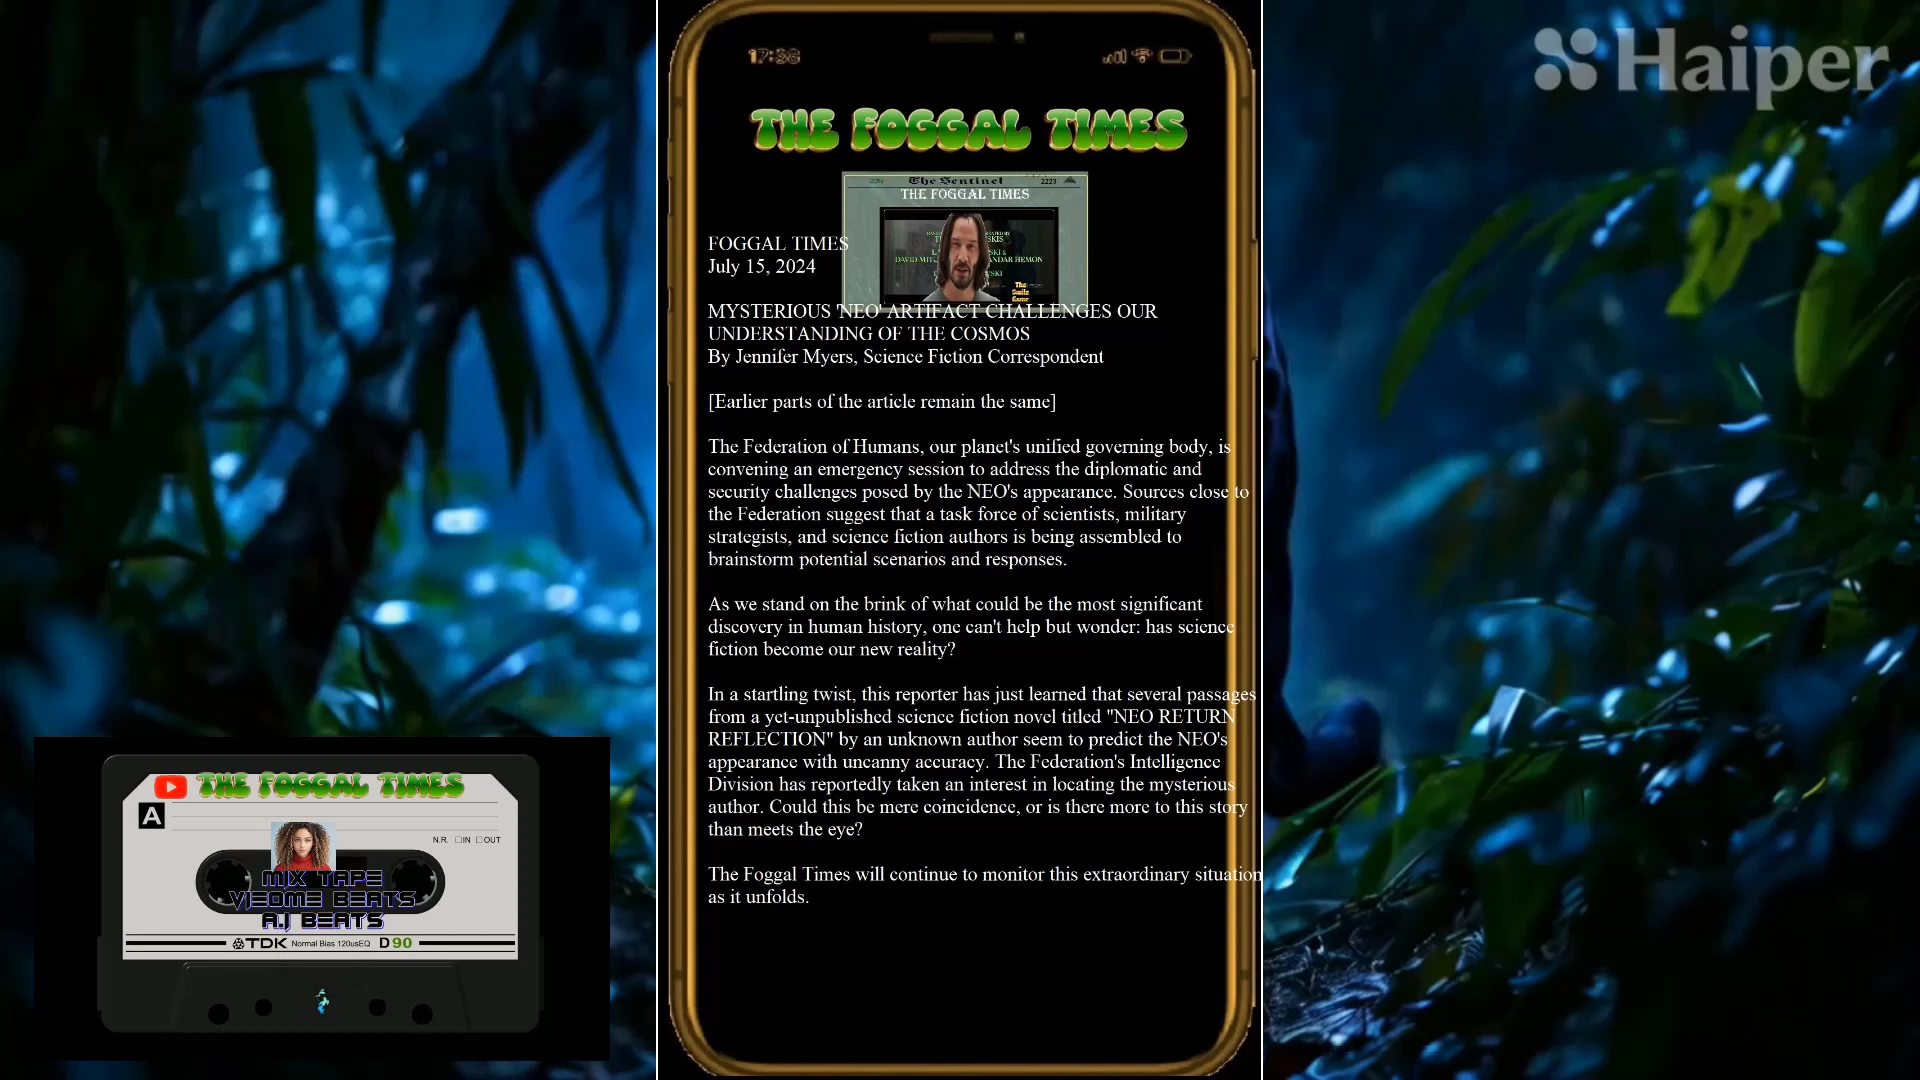 Haiper
17:38
THE FOGGAL TIMES
The Sentinel
2223
THE FOGGAL TIMES
DAVID MITC
ANDAR HEMON
The
Smile
Game
FOGGAL TIMES
July 15, 2024
MYSTERIOUS 'NEO' ARTIFACT CHALLENGES OUR
UNDERSTANDING OF THE COSMOS
By Jennifer Myers, Science Fiction Correspondent
[Earlier parts of the article remain the same]
The Federation of Humans, our planet's unified governing body, is
convening an emergency session to address the diplomatic and
security challenges posed by the NEO's appearance. Sources close to
the Federation suggest that a task force of scientists, military
strategists, and science fiction authors is being assembled to
brainstorm potential scenarios and responses.
As we stand on the brink of what could be the most significant
discovery in human history, one can't help but wonder: has science
fiction become our new reality?
In a startling twist, this reporter has just learned that several passages
from a yet-unpublished science fiction novel titled "NEO RETURN
REFLECTION" by an unknown author seem to predict the NEO's
appearance with uncanny accuracy. The Federation's Intelligence
Division has reportedly taken an interest in locating the mysterious
author. Could this be mere coincidence, or is there more to this story
than meets the eye?
The Foggal Times will continue to monitor this extraordinary situation
as it unfolds.
THE FOGGAL TIMES
A
N.R. □IN □OUT
MIX TAPE
VJEOME BEATS
A.J BEATS
TDK Normal Bias 120usEQ D90